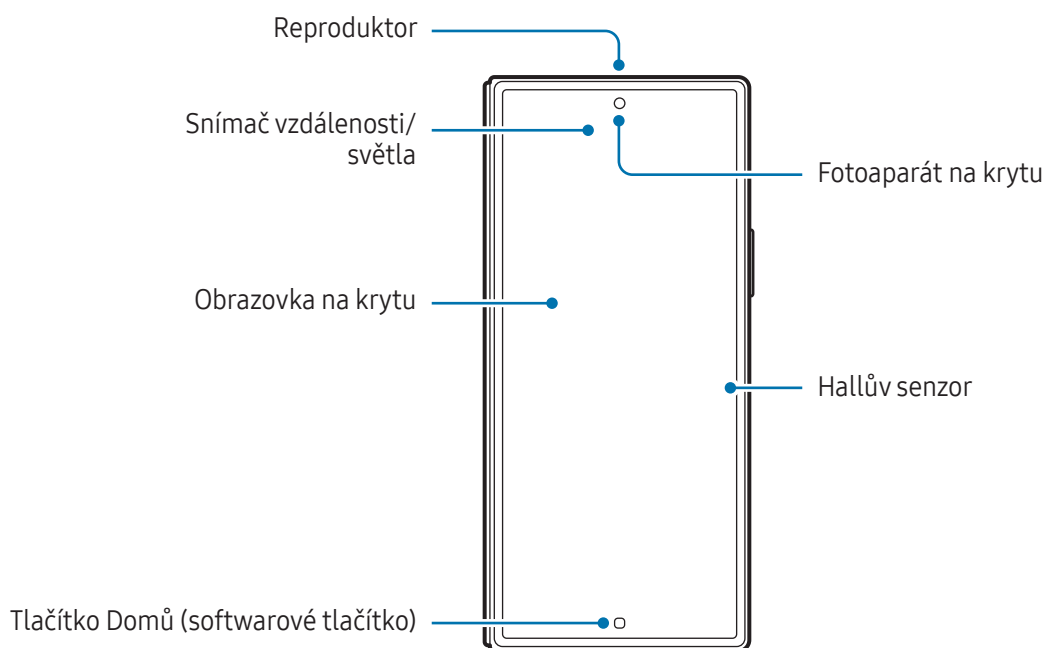 Reproduktor
Snímač vzdálenosti/
světla
Fotoaparát na krytu
Obrazovka na krytu
Hallův senzor
Tlačítko Domů (softwarové tlačítko)